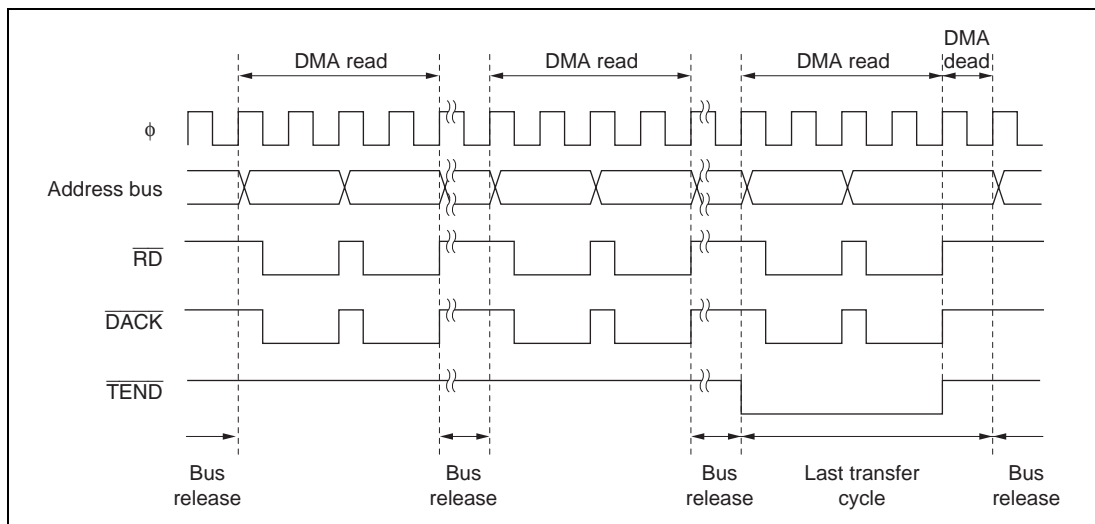 DMA
dead
DMA read
DMA read
DMA read
ϕ
Address bus
RD
DACK
TEND
Bus
release
Bus
release
Bus
release
Last transfer
cycle
Bus
release